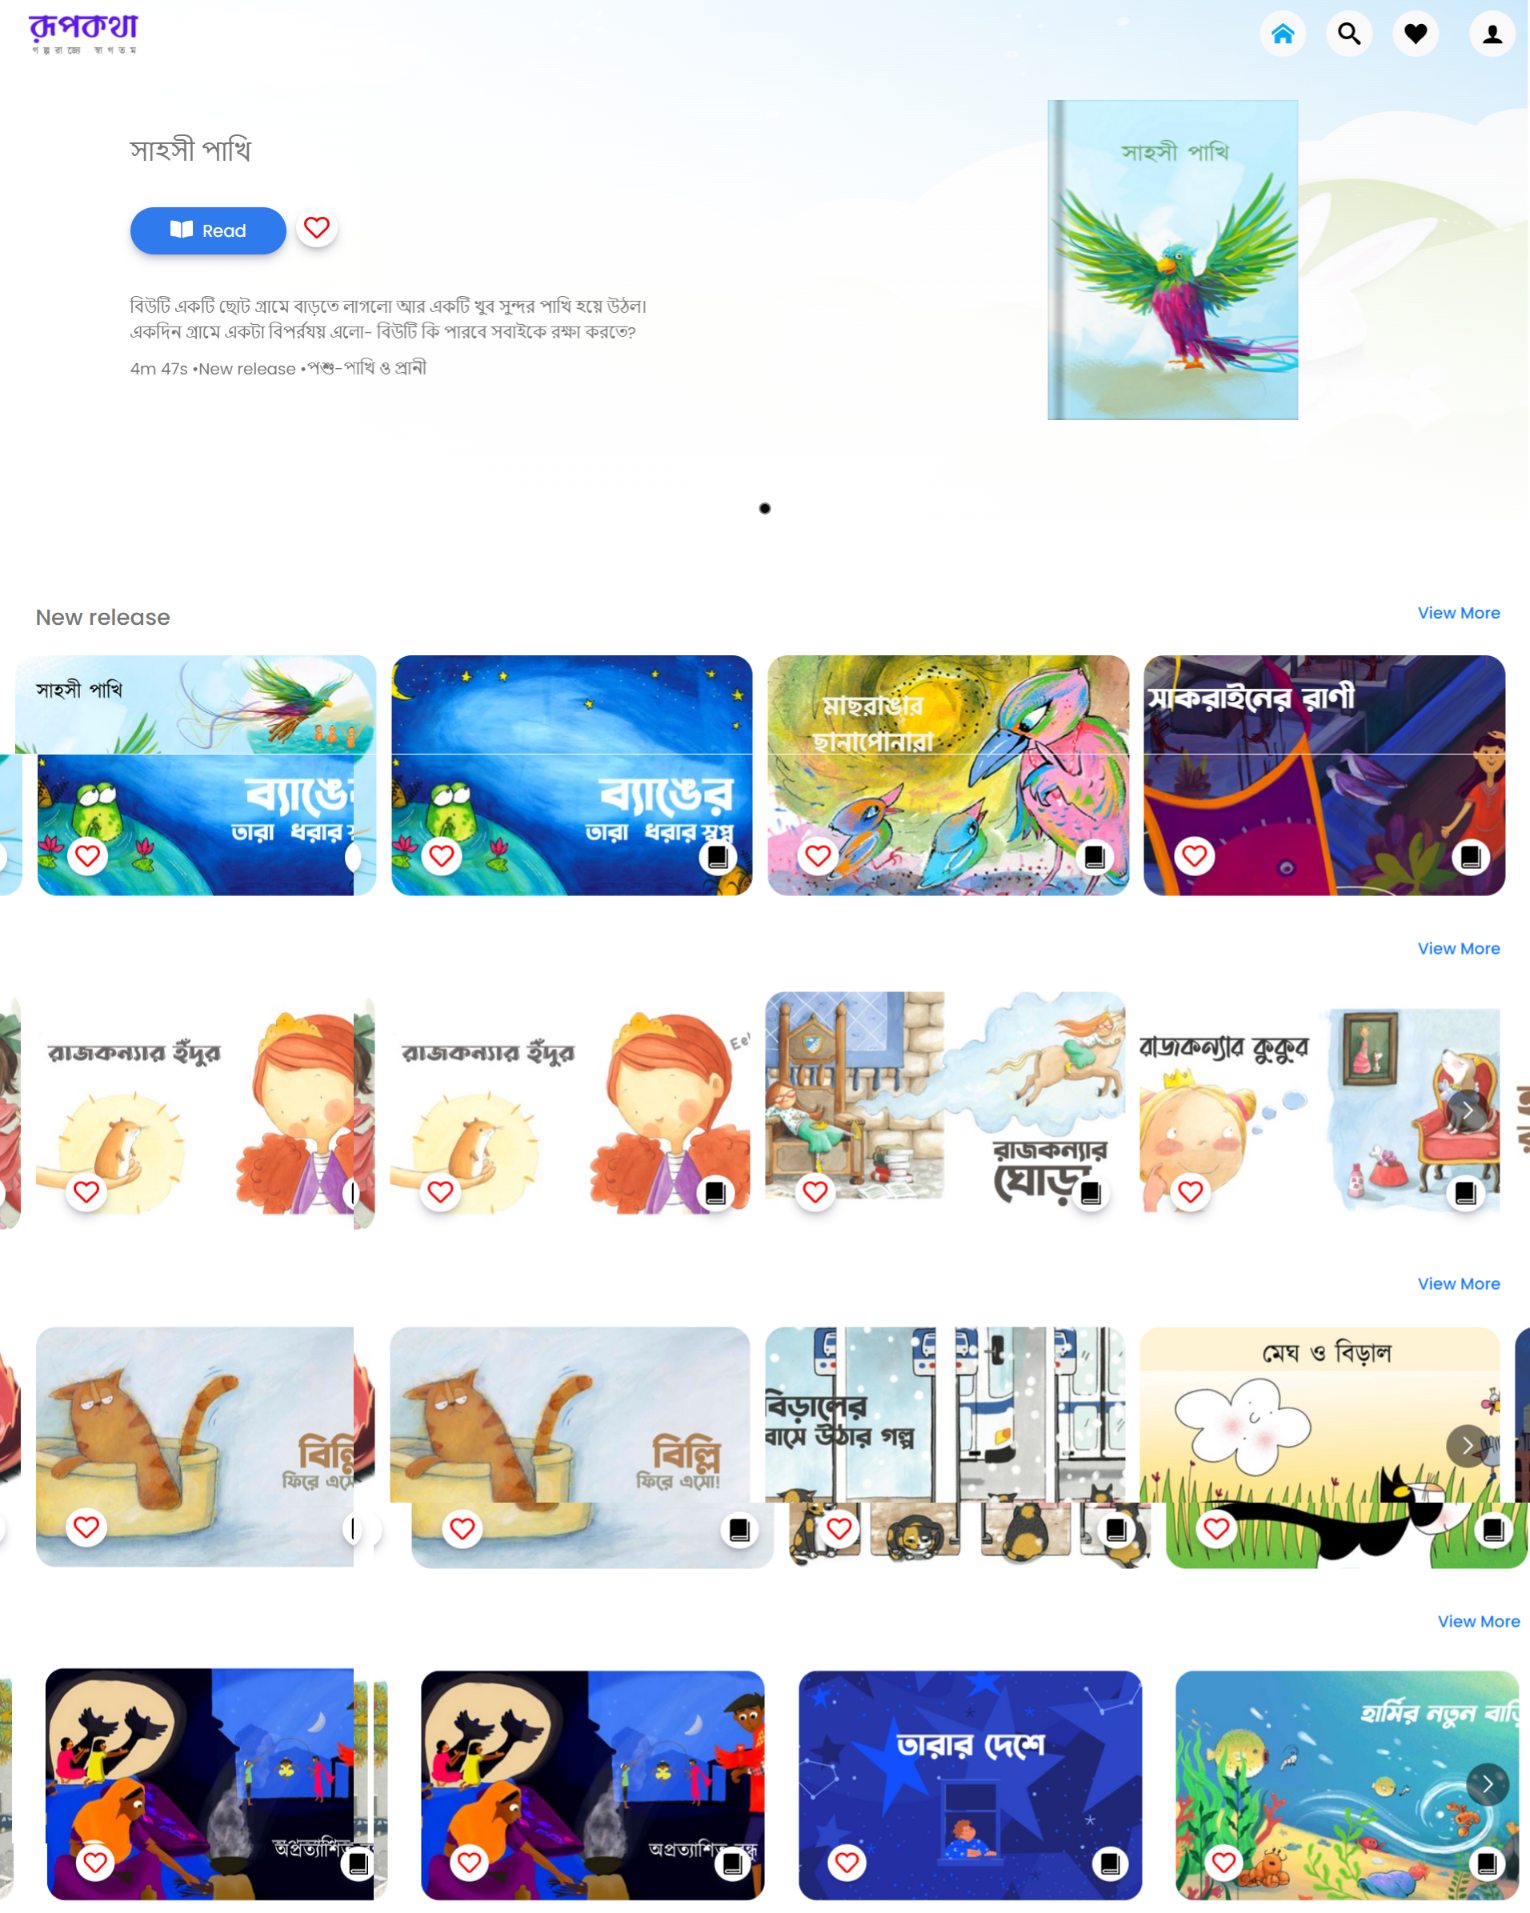 রূপকথা
গল্পরাজ্যে স্বাগতম
সাহসী পাখি
Read
বিউটি একটি ছোট গ্রামে বাড়তে লাগলো আর একটি খুব সুন্দর পাখি হয়ে উঠল।
একদিন গ্রামে একটা বিপর্যয় এলো- বিউটি কি পারবে সবাইকে রক্ষা করতে?
4m 47s •New release •পশু-পাখি ও প্রানী
সাহসী পাখি
New release
View More
সাহসী পাখি
ব্যাঙের
তারা ধরার
ব্যাঙের
তারা ধরার স্বপ্ন
মাছরাঙার
ছানাপোনারা
সাকরাইনের রাণী
View More
রাজকন্যার ইঁদুর
রাজকন্যার ইঁদুর
রাজকন্যার
ঘোড়া
রাজকন্যার কুকুর
View More
বিল্লি
ফিরে এসো
বিল্লি
ফিরে এসো!
বিড়ালের
বাসে উঠার গল্প
মেঘ ও বিড়াল
View More
অপ্রত্যাশিত
অপ্রত্যাশিত বন্ধু
তারার দেশে
হার্মির নতুন বাড়ি